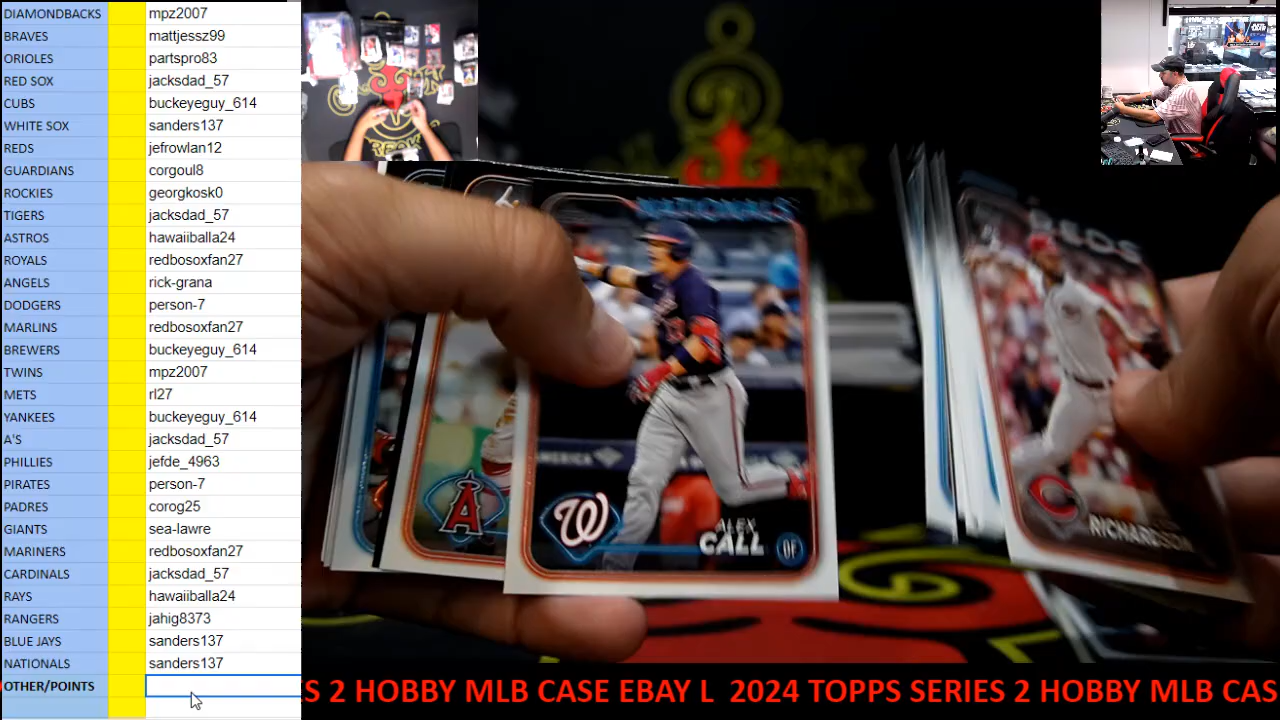 DIAMONDBACKS mpz2007
BRAVES mattjessz99
ORIOLES partspro83
RED SOX jacksdad_57
CUBS buckeyeguy_614
WHITE SOX sanders137
REDS jefrowlan12
GUARDIANS corgoul8
ROCKIES georgkosk0
TIGERS jacksdad_57
ASTROS hawaiiballa24
ROYALS redbosoxfan27
ANGELS rick-grana
DODGERS person-7
MARLINS redbosoxfan27
BREWERS buckeyeguy_614
TWINS mpz2007
METS rl27
YANKEES buckeyeguy_614
A'S jacksdad_57
PHILLIES jefde_4963
PIRATES person-7
PADRES corog25
GIANTS sea-lawre
MARINERS redbosoxfan27
CARDINALS jacksdad_57
RAYS hawaiiballa24
RANGERS jahig8373
BLUE JAYS sanders137
NATIONALS sanders137
OTHER/POINTS
NATIONALS
W
ALEX
CALL
OF
A
REDS
C
S 2 HOBBY MLB CASE EBAY L 2024 TOPPS SERIES 2 HOBBY MLB CAS